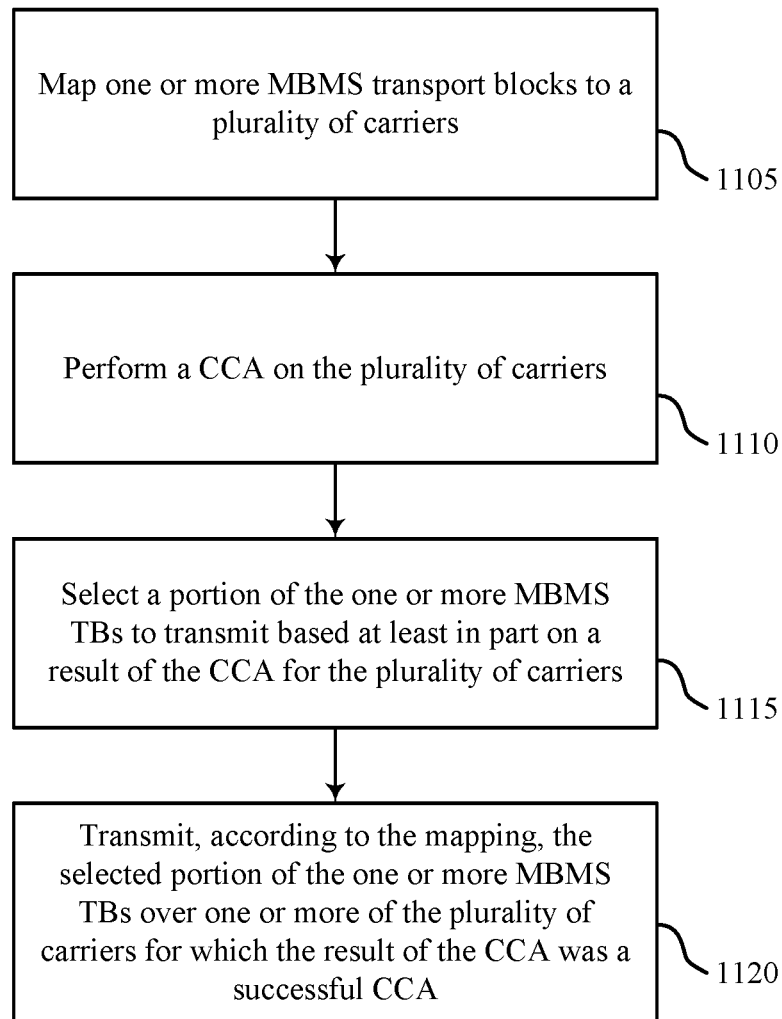 Map one or more MBMS transport blocks to a
plurality of carriers
1105
Perform a CCA on the plurality of carriers
1110
Select a portion of the one or more MBMS
TBs to transmit based at least in part on a
result of the CCA for the plurality of carriers
1115
Transmit, according to the mapping, the
selected portion of the one or more MBMS
TBs over one or more of the plurality of
carriers for which the result of the CCA was a
successful CCA
1120